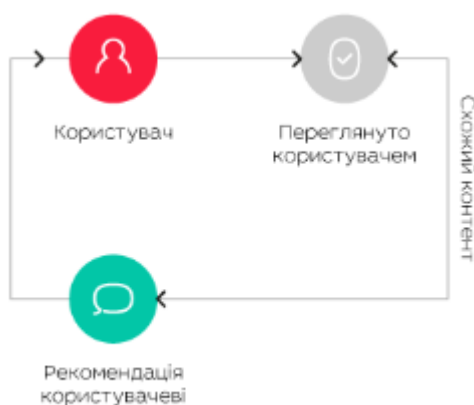 Користувач
Переглянуто
користувачем
Схожий контент
Рекомендація
користувачеві